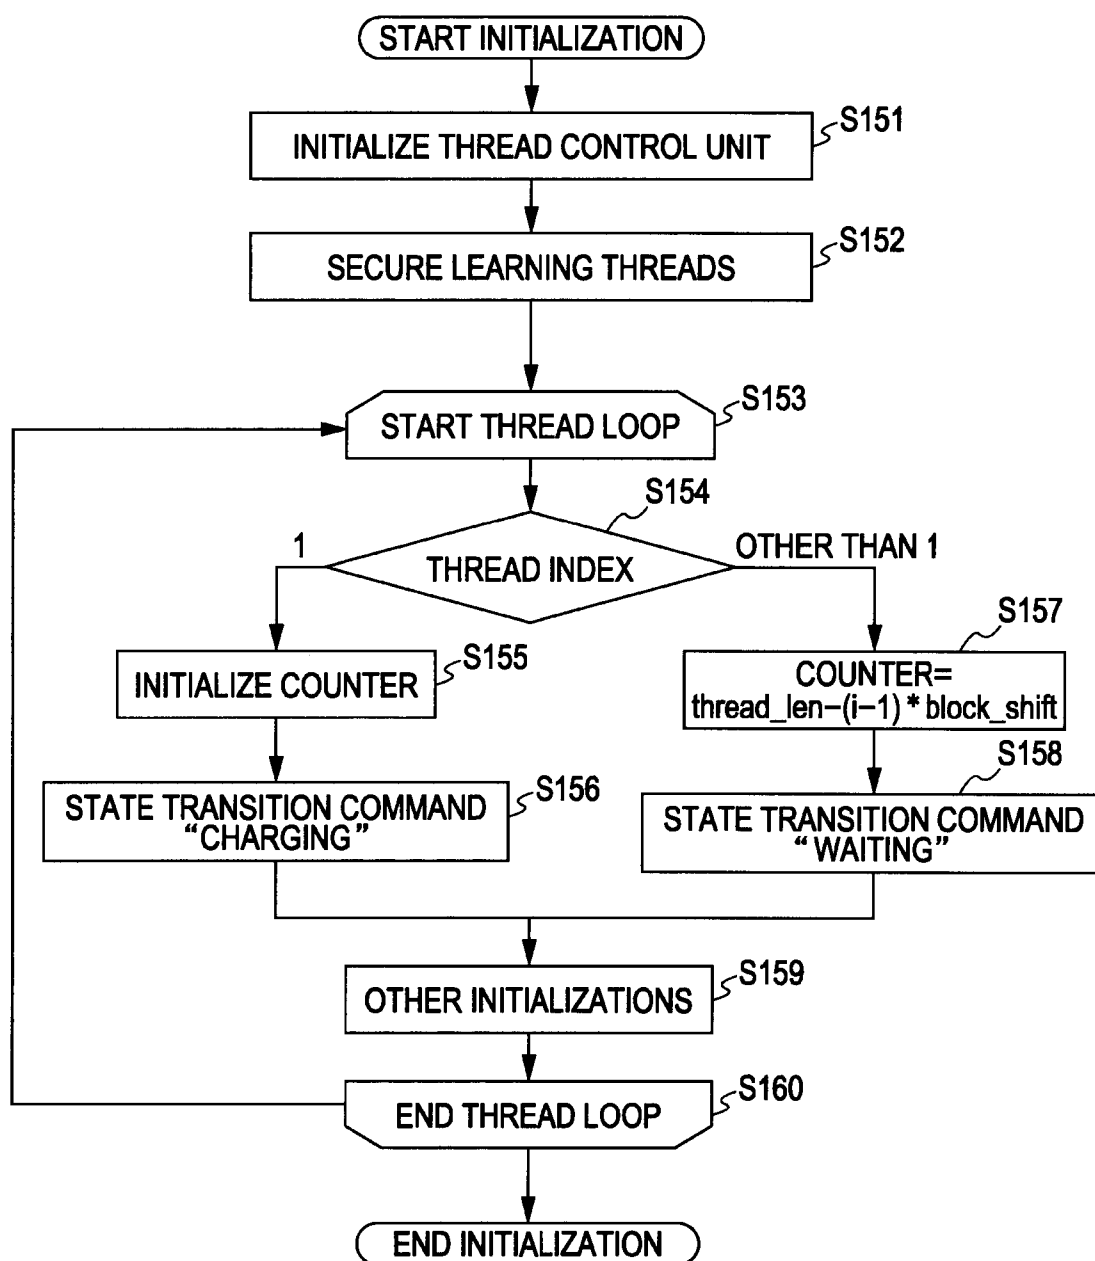 START INITIALIZATION
S151
INITIALIZE THREAD CONTROL UNIT
S152
SECURE LEARNING THREADS
S153
START THREAD LOOP
S154
1
THREAD INDEX
OTHER THAN 1
S155
INITIALIZE COUNTER
S157
COUNTER=
thread_len−(i−1) * block_shift
S156
STATE TRANSITION COMMAND
“CHARGING”
S158
STATE TRANSITION COMMAND
“WAITING”
S159
OTHER INITIALIZATIONS
S160
END THREAD LOOP
END INITIALIZATION